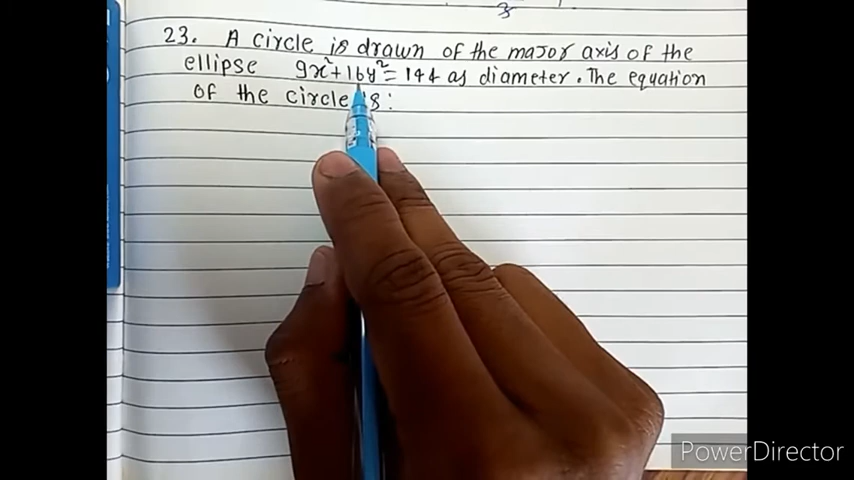 23. A circle is drawn of the major axis of the
ellipse 9x²+16y²= 144 as diameter. The equation
of the circle is:
PowerDirector